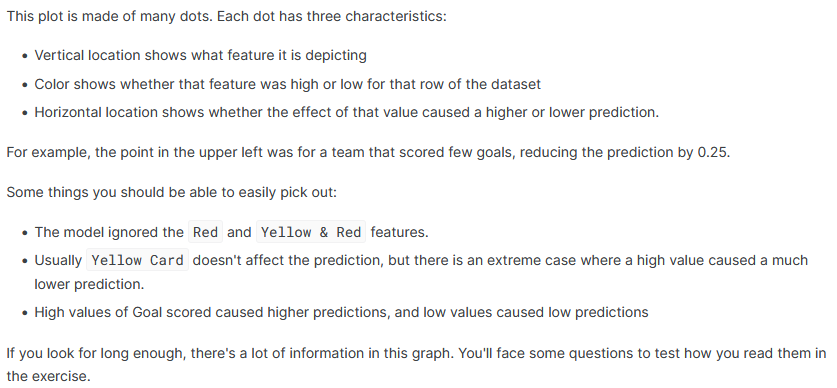 This plot is made of many dots. Each dot has three characteristics:
• Vertical location shows what feature it is depicting
• Color shows whether that feature was high or low for that row of the dataset
• Horizontal location shows whether the effect of that value caused a higher or lower prediction.
For example, the point in the upper left was for a team that scored few goals, reducing the prediction by 0.25.
Some things you should be able to easily pick out:
• The model ignored the Red and Yellow & Red features.
• Usually Yellow Card doesn't affect the prediction, but there is an extreme case where a high value caused a much
lower prediction.
• High values of Goal scored caused higher predictions, and low values caused low predictions
If you look for long enough, there's a lot of information in this graph. You'll face some questions to test how you read them in
the exercise.